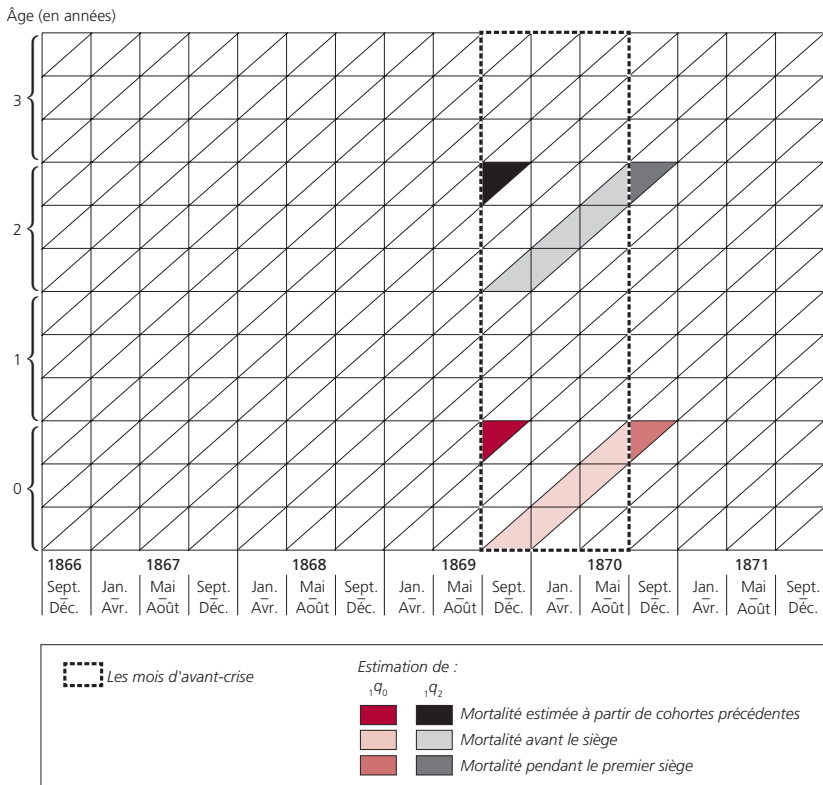 Âge (en années)
3
2
1
0
1866 1867 1868 1869 1870 1871
Sept. – Déc. Jan. – Avr. Mai – Août Sept. – Déc. Jan. – Avr. Mai – Août Sept. – Déc. Jan. – Avr. Mai – Août Sept. – Déc. Jan. – Avr. Mai – Août Sept. – Déc. Jan. – Avr. Mai – Août Sept. – Déc.
Les mois d'avant-crise
Estimation de :
₁q₀ ₁q₂
Mortalité estimée à partir de cohortes précédentes
Mortalité avant le siège
Mortalité pendant le premier siège